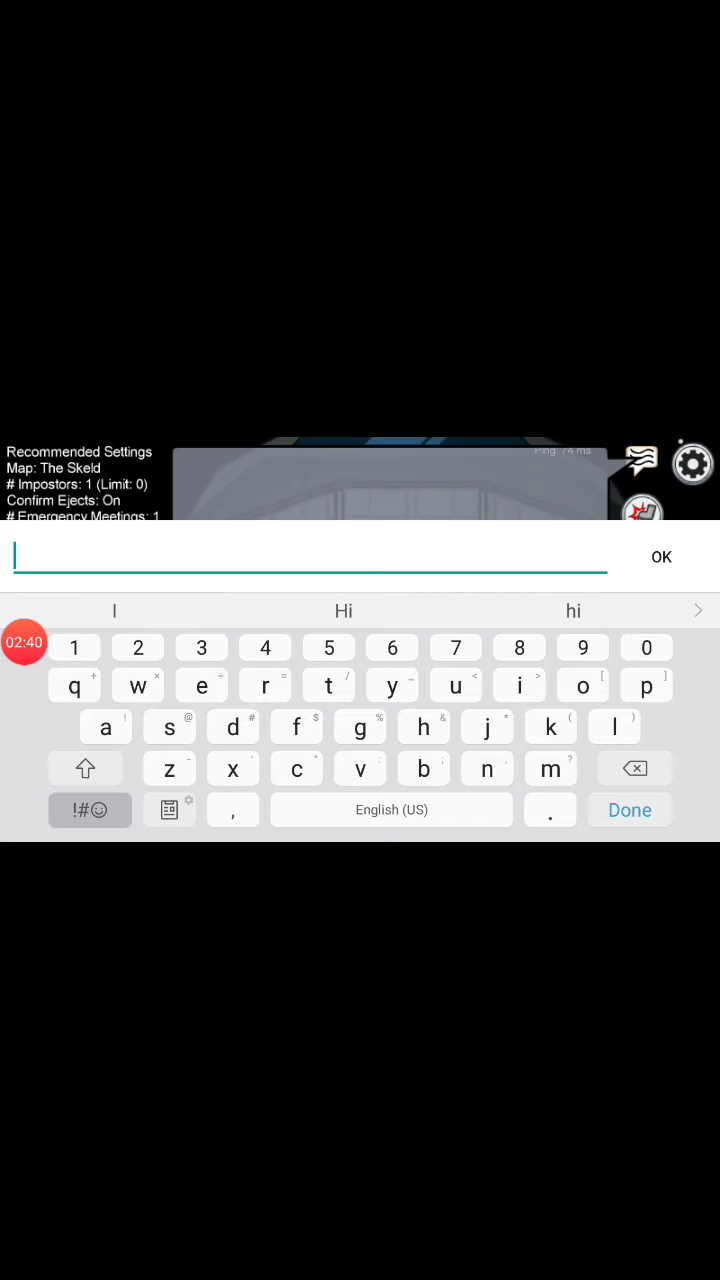 Recommended Settings
Map: The Skeld
# Impostors: 1 (Limit: 0)
Confirm Ejects: On
# Emergency Meetings: 1
Ping: 74 ms
OK
I Hi hi
02:40
1 2 3 4 5 6 7 8 9 0
q + w × e ÷ r = t / y _ u < i > o [ p ]
a ! s @ d # f $ g % h & j * k ( l )
z - x ' c " v : b ; n , m ?
!#☺ , English (US) . Done